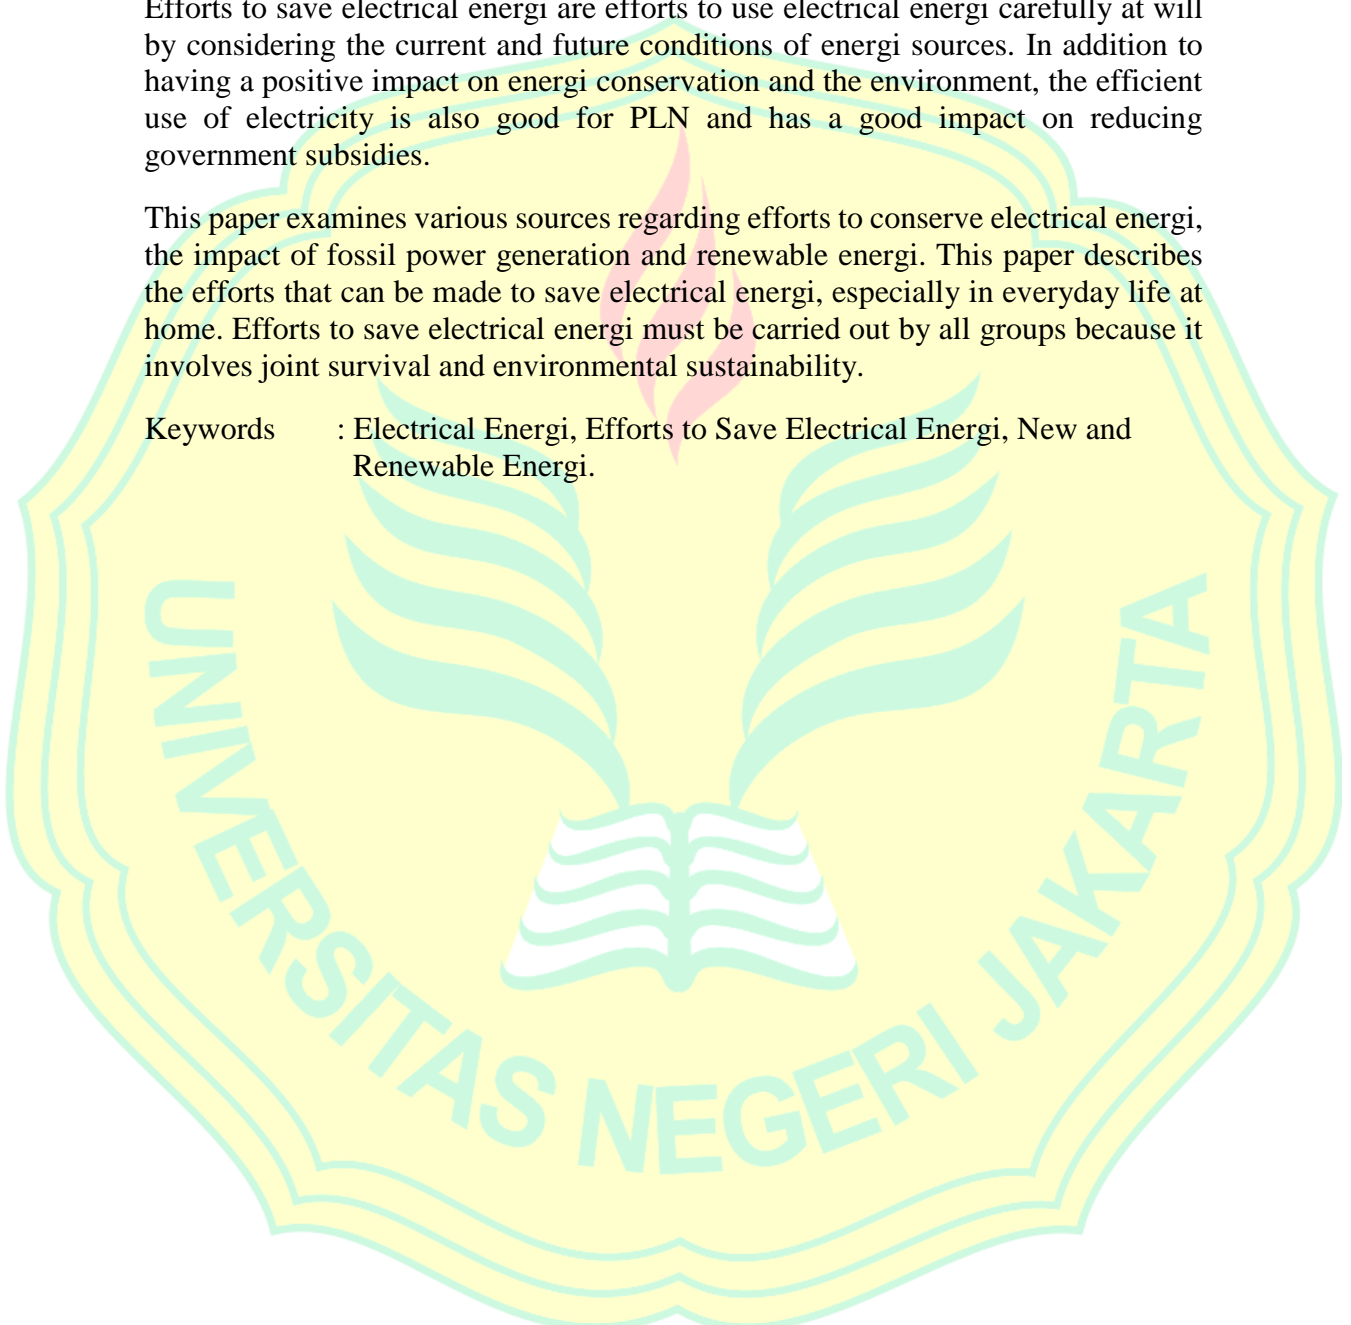 Efforts to save electrical energi are efforts to use electrical energi carefully at will
by considering the current and future conditions of energi sources. In addition to
having a positive impact on energi conservation and the environment, the efficient
use of electricity is also good for PLN and has a good impact on reducing
government subsidies.
This paper examines various sources regarding efforts to conserve electrical energi,
the impact of fossil power generation and renewable energi. This paper describes
the efforts that can be made to save electrical energi, especially in everyday life at
home. Efforts to save electrical energi must be carried out by all groups because it
involves joint survival and environmental sustainability.
Keywords : Electrical Energi, Efforts to Save Electrical Energi, New and
Renewable Energi.
UNIVERSITAS NEGERI JAKARTA